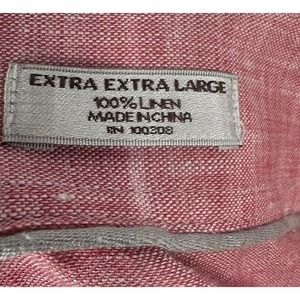 EXTRA EXTRA LARGE
100% LINEN
MADE IN CHINA
RN 100308